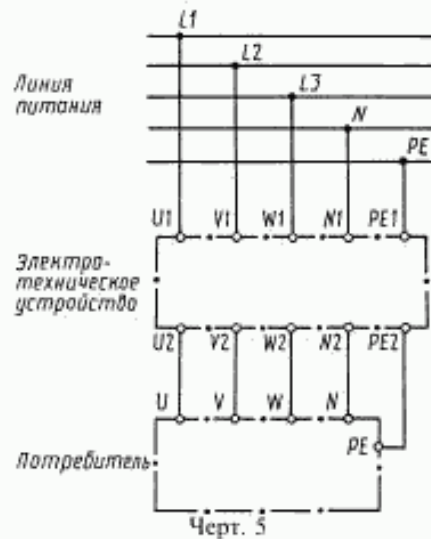 L1
L2
Линия
питания
L3
N
PE
U1 V1 W1 N1 PE1
Электро-
техническое
устройство
U2 V2 W2 N2 PE2
U V W N
PE
Потребитель
Черт. 5